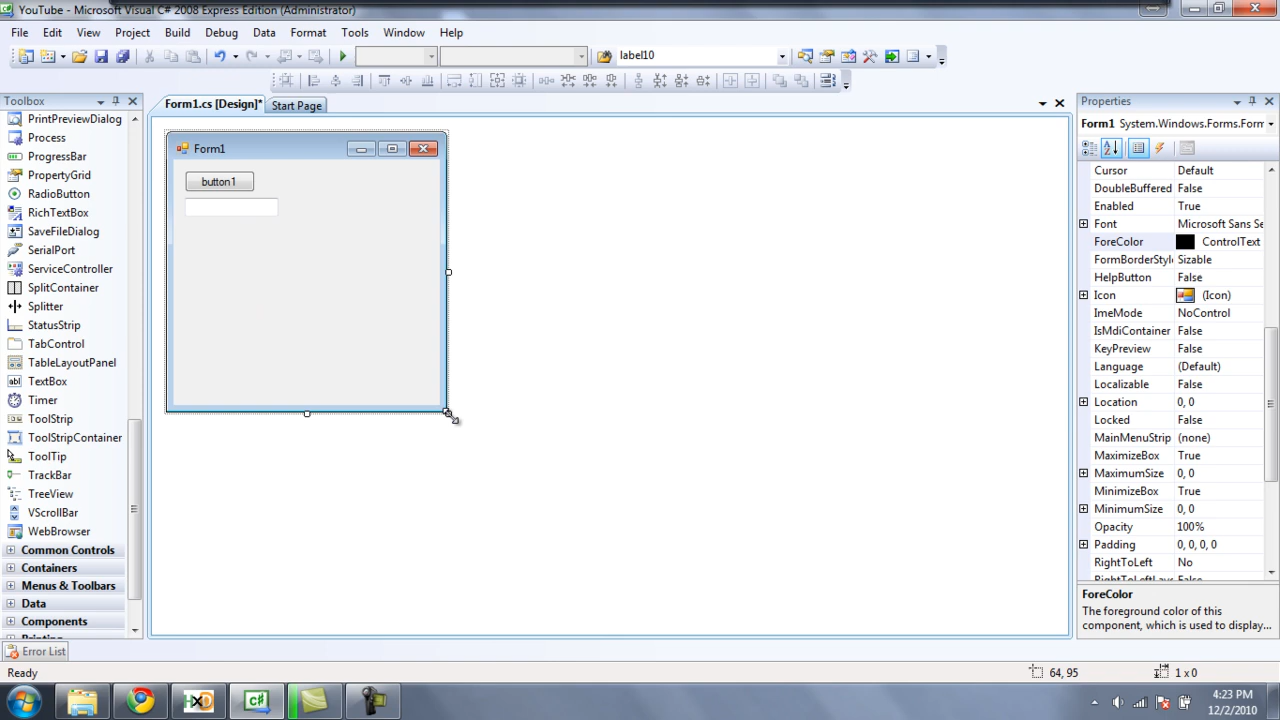 YouTube - Microsoft Visual C# 2008 Express Edition (Administrator)
File Edit View Project Build Debug Data Format Tools Window Help
label10
Toolbox
PrintPreviewDialog
Process
ProgressBar
PropertyGrid
RadioButton
RichTextBox
SaveFileDialog
SerialPort
ServiceController
SplitContainer
Splitter
StatusStrip
TabControl
TableLayoutPanel
TextBox
Timer
ToolStrip
ToolStripContainer
ToolTip
TrackBar
TreeView
VScrollBar
WebBrowser
Common Controls
Containers
Menus & Toolbars
Data
Components
Form1.cs [Design]* Start Page
Form1
button1
Properties
Form1 System.Windows.Forms.Form
Cursor Default
DoubleBuffered False
Enabled True
Font Microsoft Sans Se
ForeColor ControlText
FormBorderStyle Sizable
HelpButton False
Icon (Icon)
ImeMode NoControl
IsMdiContainer False
KeyPreview False
Language (Default)
Localizable False
Location 0, 0
Locked False
MainMenuStrip (none)
MaximizeBox True
MaximumSize 0, 0
MinimizeBox True
MinimumSize 0, 0
Opacity 100%
Padding 0, 0, 0, 0
RightToLeft No
ForeColor
The foreground color of this
component, which is used to display...
Error List
Ready 64, 95 1 x 0
4:23 PM
12/2/2010